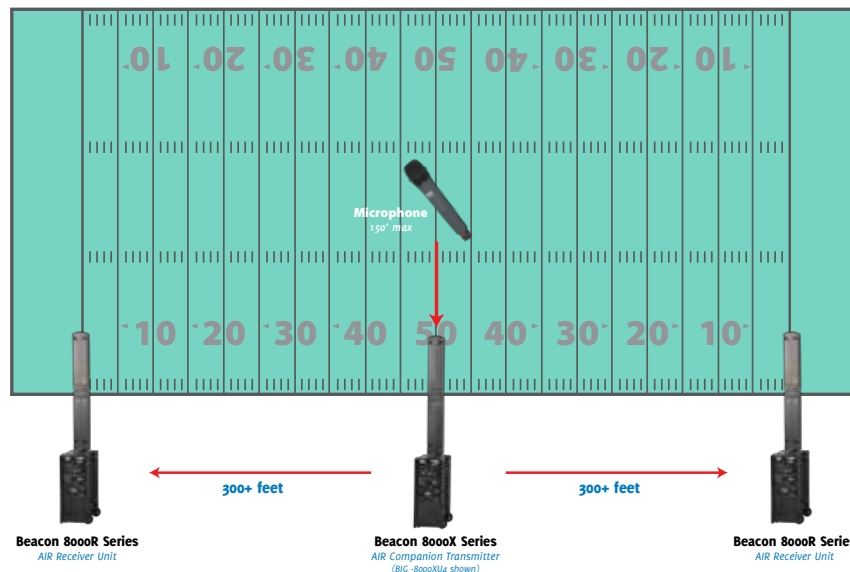 10 20 30 40 50 40 30 20 10
Microphone
150' max
10 20 30 40 50 40 30 20 10
300+ feet 300+ feet
Beacon 8000R Series Beacon 8000X Series Beacon 8000R Serie
AIR Receiver Unit AIR Companion Transmitter AIR Receiver Unit
(BIG -8000XU4 shown)